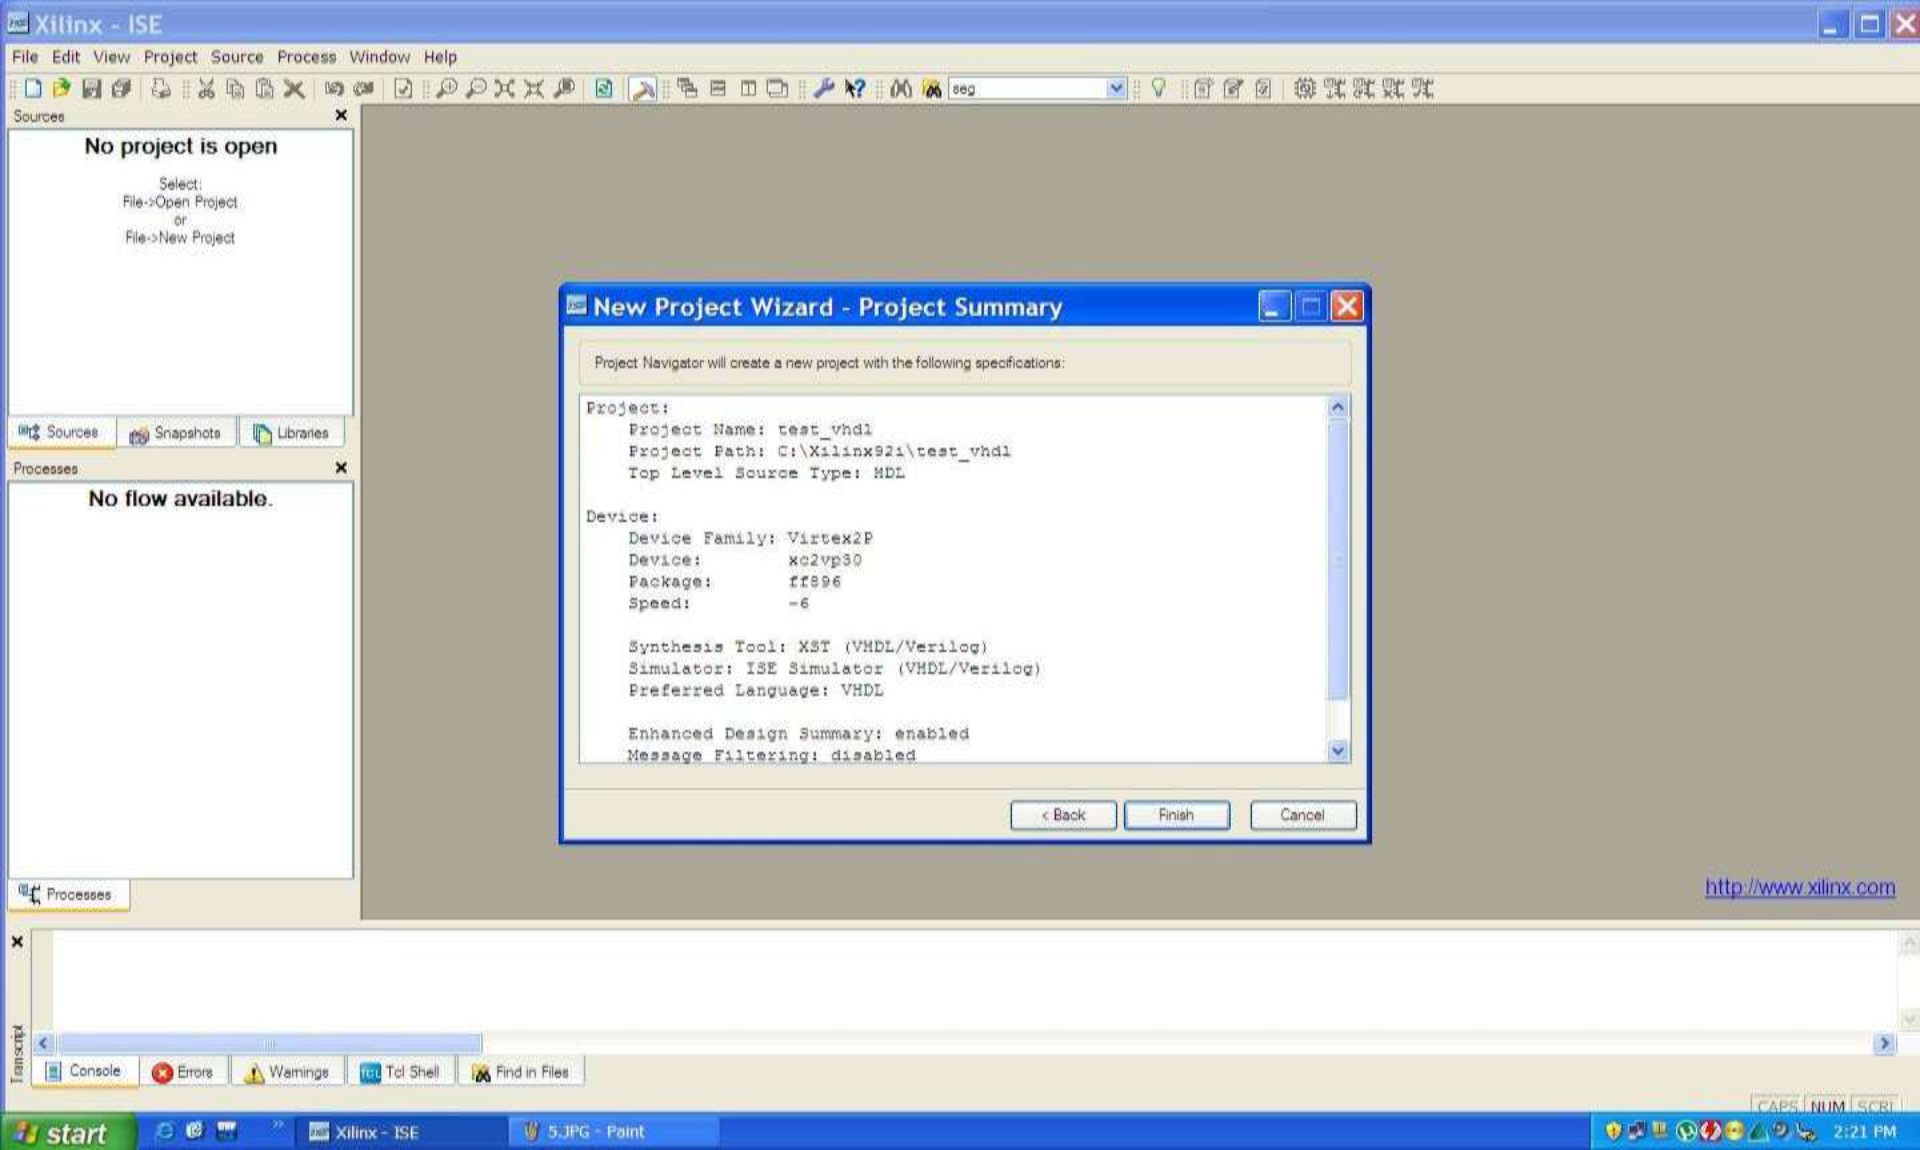 Xilinx - ISE
File Edit View Project Source Process Window Help
seg
Sources
No project is open
Select:
File->Open Project
or
File->New Project
Sources Snapshots Libraries
Processes
No flow available.
Processes
New Project Wizard - Project Summary
Project Navigator will create a new project with the following specifications:
Project:
Project Name: test_vhdl
Project Path: C:\Xilinx92i\test_vhdl
Top Level Source Type: HDL
Device:
Device Family: Virtex2P
Device: xc2vp30
Package: ff896
Speed: -6
Synthesis Tool: XST (VHDL/Verilog)
Simulator: ISE Simulator (VHDL/Verilog)
Preferred Language: VHDL
Enhanced Design Summary: enabled
Message Filtering: disabled
< Back Finish Cancel
http://www.xilinx.com
Transcript
Console Errors Warnings Tcl Shell Find in Files
CAPS NUM SCRL
start Xilinx - ISE 5.JPG - Paint 2:21 PM